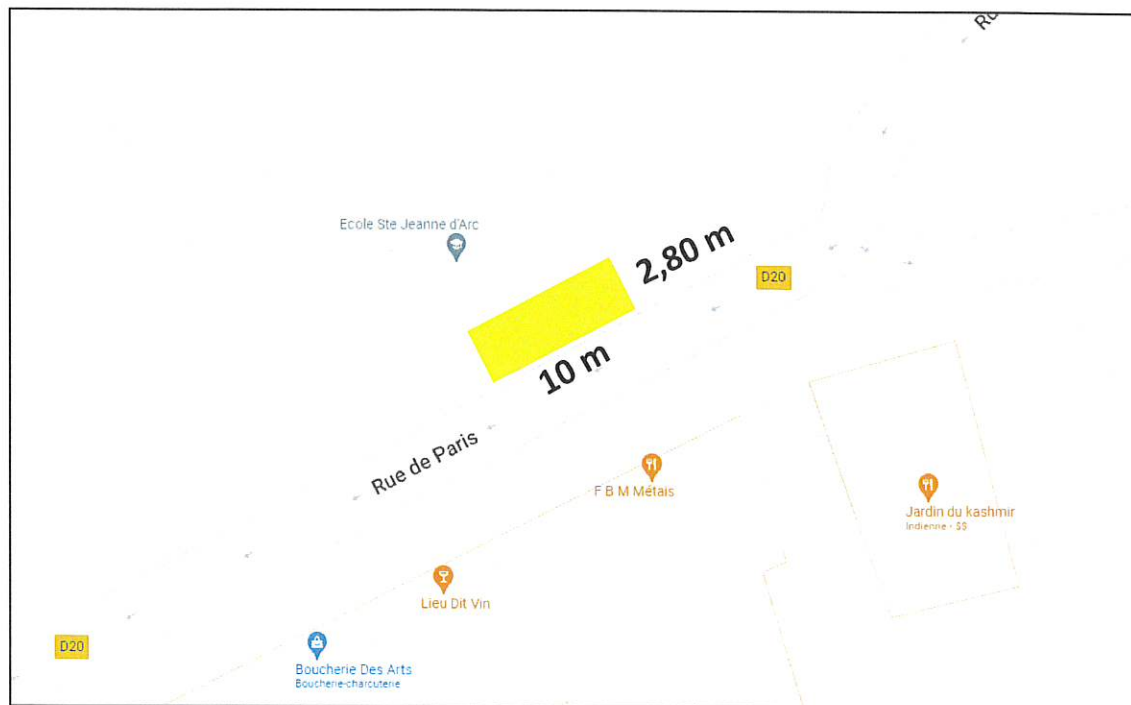 Ru
Ecole Ste Jeanne d'Arc
2,80 m
D20
10 m
Rue de Paris
F B M Métais
Jardin du kashmir
Indienne - $$
Lieu Dit Vin
D20
Boucherie Des Arts
Boucherie-charcuterie